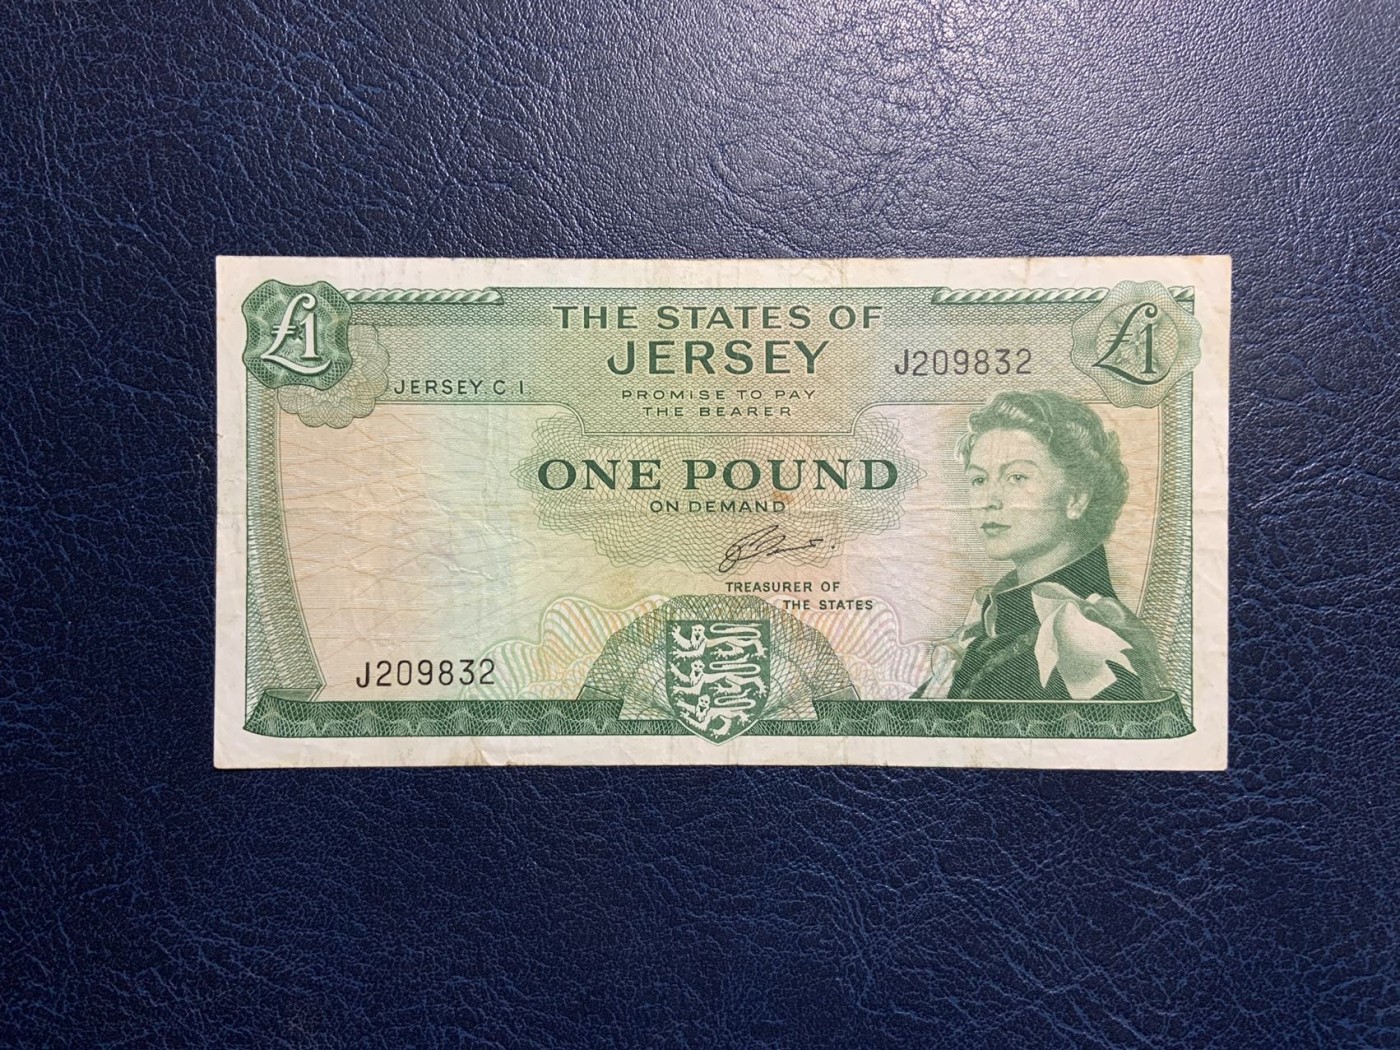 £1
THE STATES OF
JERSEY
J209832
£1
JERSEY C I.
PROMISE TO PAY
THE BEARER
ONE POUND
ON DEMAND
TREASURER OF
THE STATES
J209832